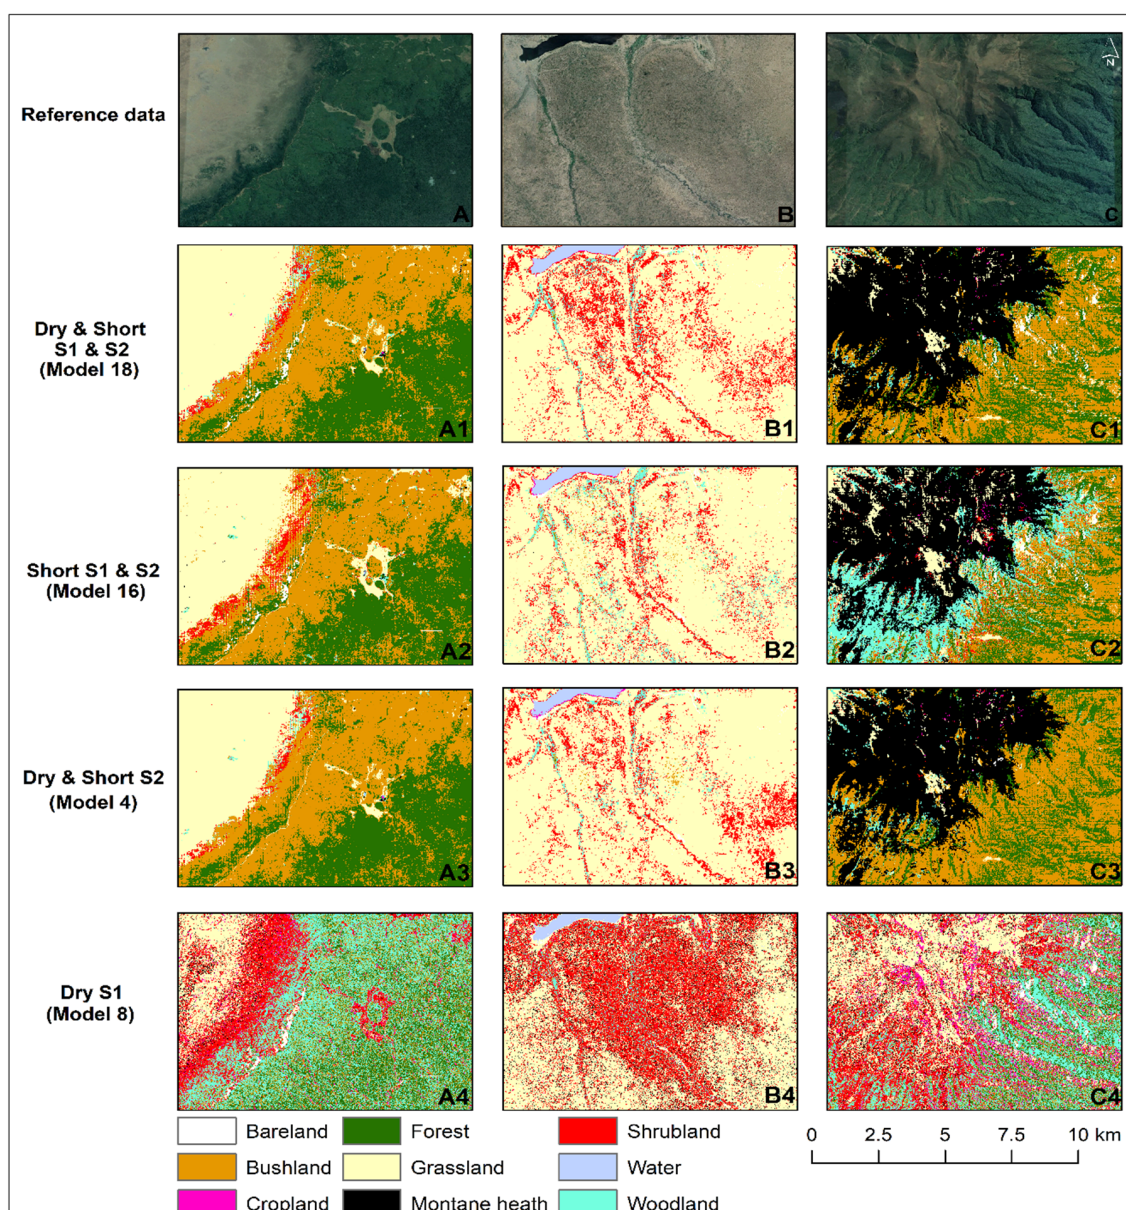 Reference data
A
B
C
N
Dry & Short
S1 & S2
(Model 18)
A1
B1
C1
Short S1 & S2
(Model 16)
A2
B2
C2
Dry & Short S2
(Model 4)
A3
B3
C3
Dry S1
(Model 8)
A4
B4
C4
Bareland
Forest
Shrubland
Bushland
Grassland
Water
Cropland
Montane heath
Woodland
0 2.5 5 7.5 10 km